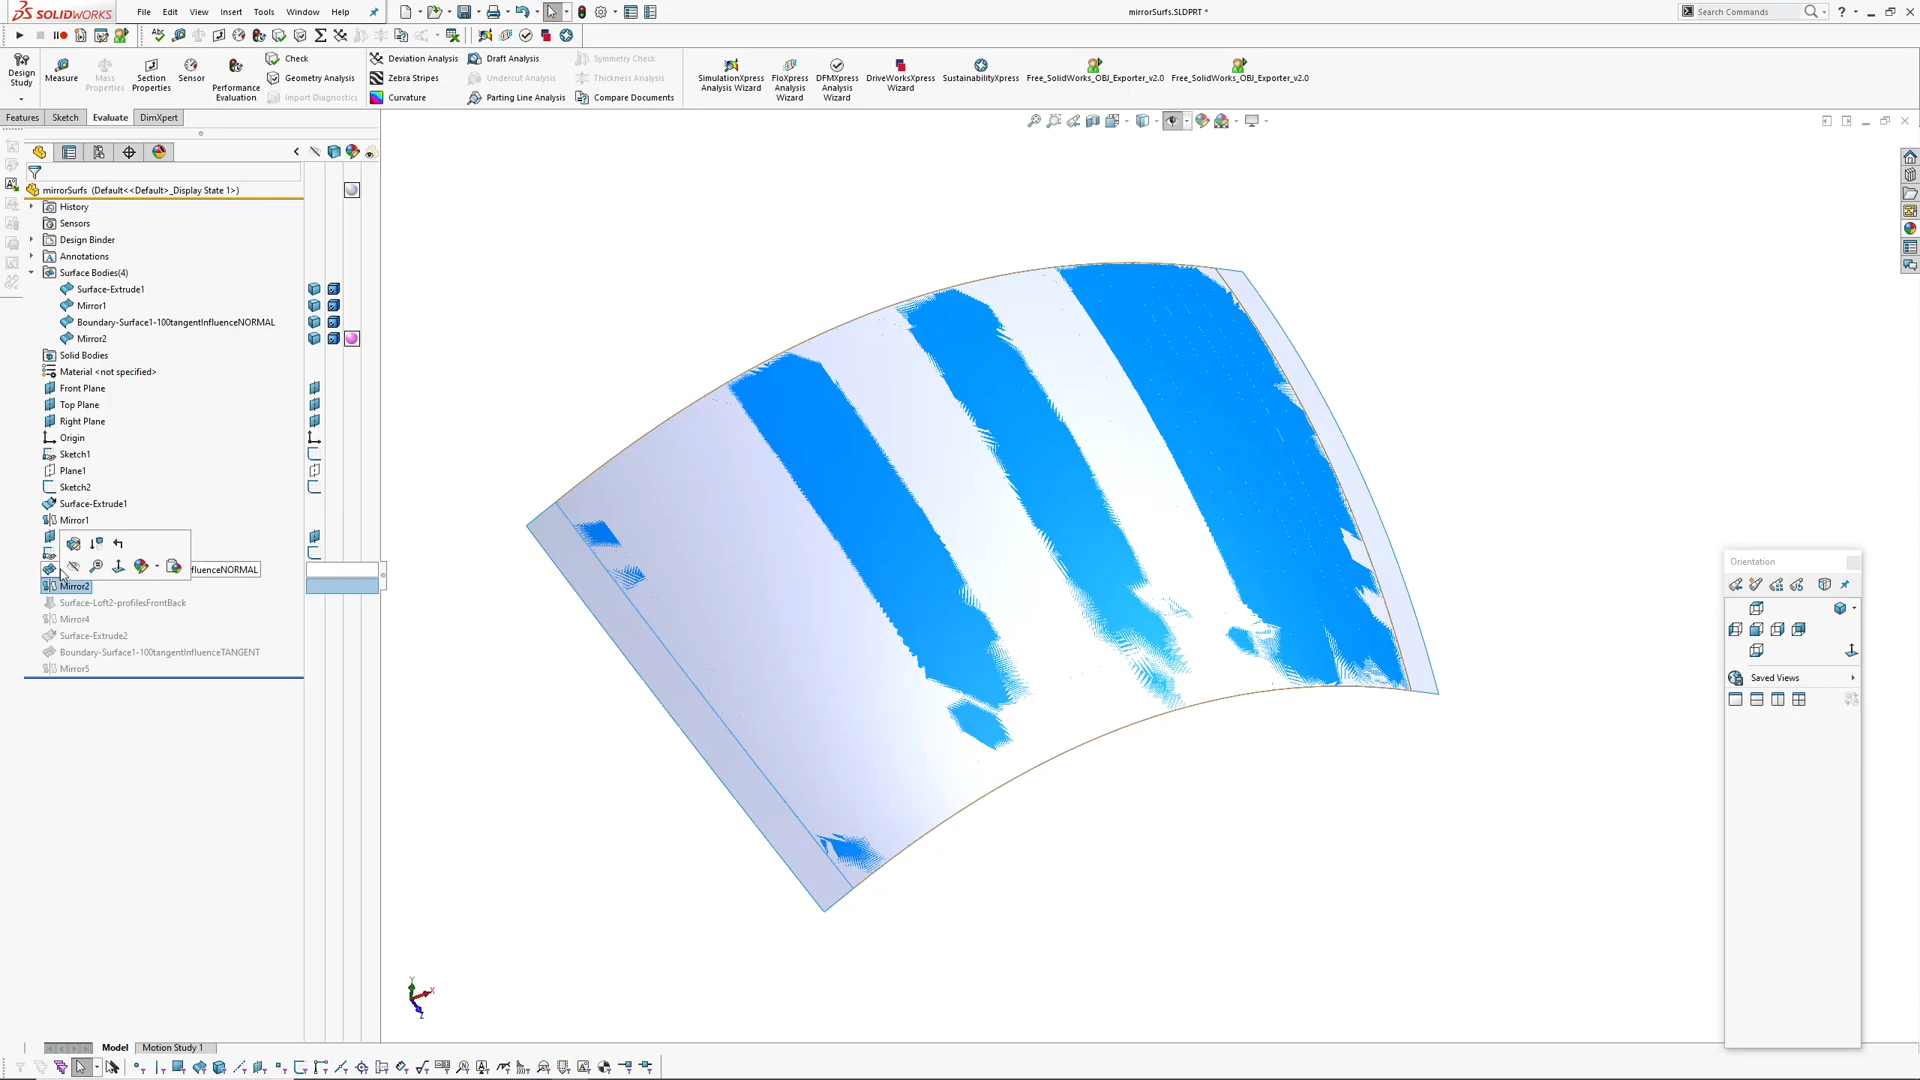 SOLIDWORKS
File Edit View Insert Tools Window Help
mirrorSurfs.SLDPRT *
Search Commands
Design Study
Measure
Mass Properties
Section Properties
Sensor
Performance Evaluation
Check
Geometry Analysis
Import Diagnostics
Deviation Analysis
Zebra Stripes
Curvature
Draft Analysis
Undercut Analysis
Parting Line Analysis
Symmetry Check
Thickness Analysis
Compare Documents
SimulationXpress Analysis Wizard
FloXpress Analysis Wizard
DFMXpress Analysis Wizard
DriveWorksXpress Wizard
SustainabilityXpress
Free_SolidWorks_OBJ_Exporter_v2.0
Free_SolidWorks_OBJ_Exporter_v2.0
Features Sketch Evaluate DimXpert
mirrorSurfs (Default<<Default>_Display State 1>)
History
Sensors
Design Binder
Annotations
Surface Bodies(4)
Surface-Extrude1
Mirror1
Boundary-Surface1-100tangentInfluenceNORMAL
Mirror2
Solid Bodies
Material <not specified>
Front Plane
Top Plane
Right Plane
Origin
Sketch1
Plane1
Sketch2
Surface-Extrude1
Mirror1
fluenceNORMAL
Mirror2
Surface-Loft2-profilesFrontBack
Mirror4
Surface-Extrude2
Boundary-Surface1-100tangentInfluenceTANGENT
Mirror5
Orientation
Saved Views
Y
X
Z
Model Motion Study 1